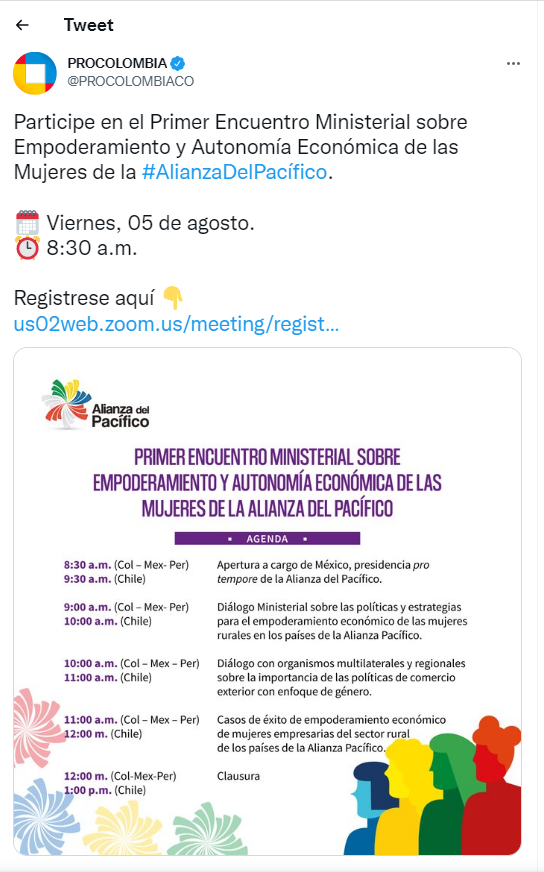 Tweet
PROCOLOMBIA
@PROCOLOMBIACO
Participe en el Primer Encuentro Ministerial sobre
Empoderamiento y Autonomía Económica de las
Mujeres de la #AlianzaDelPacífico.
Viernes, 05 de agosto.
8:30 a.m.
Registrese aquí
us02web.zoom.us/meeting/regist...
Alianza del
Pacífico
PRIMER ENCUENTRO MINISTERIAL SOBRE
EMPODERAMIENTO Y AUTONOMÍA ECONÓMICA DE LAS
MUJERES DE LA ALIANZA DEL PACÍFICO
• AGENDA •
8:30 a.m. (Col – Mex- Per)
9:30 a.m. (Chile)
Apertura a cargo de México, presidencia pro
tempore de la Alianza del Pacífico.
9:00 a.m. (Col – Mex- Per)
10:00 a.m. (Chile)
Diálogo Ministerial sobre las políticas y estrategias
para el empoderamiento económico de las mujeres
rurales en los países de la Alianza Pacífico.
10:00 a.m. (Col – Mex – Per)
11:00 a.m. (Chile)
Diálogo con organismos multilaterales y regionales
sobre la importancia de las políticas de comercio
exterior con enfoque de género.
11:00 a.m. (Col – Mex – Per)
12:00 m. (Chile)
Casos de éxito de empoderamiento económico
de mujeres empresarias del sector rural
de los países de la Alianza Pacífico.
12:00 m. (Col-Mex-Per)
1:00 p.m. (Chile)
Clausura